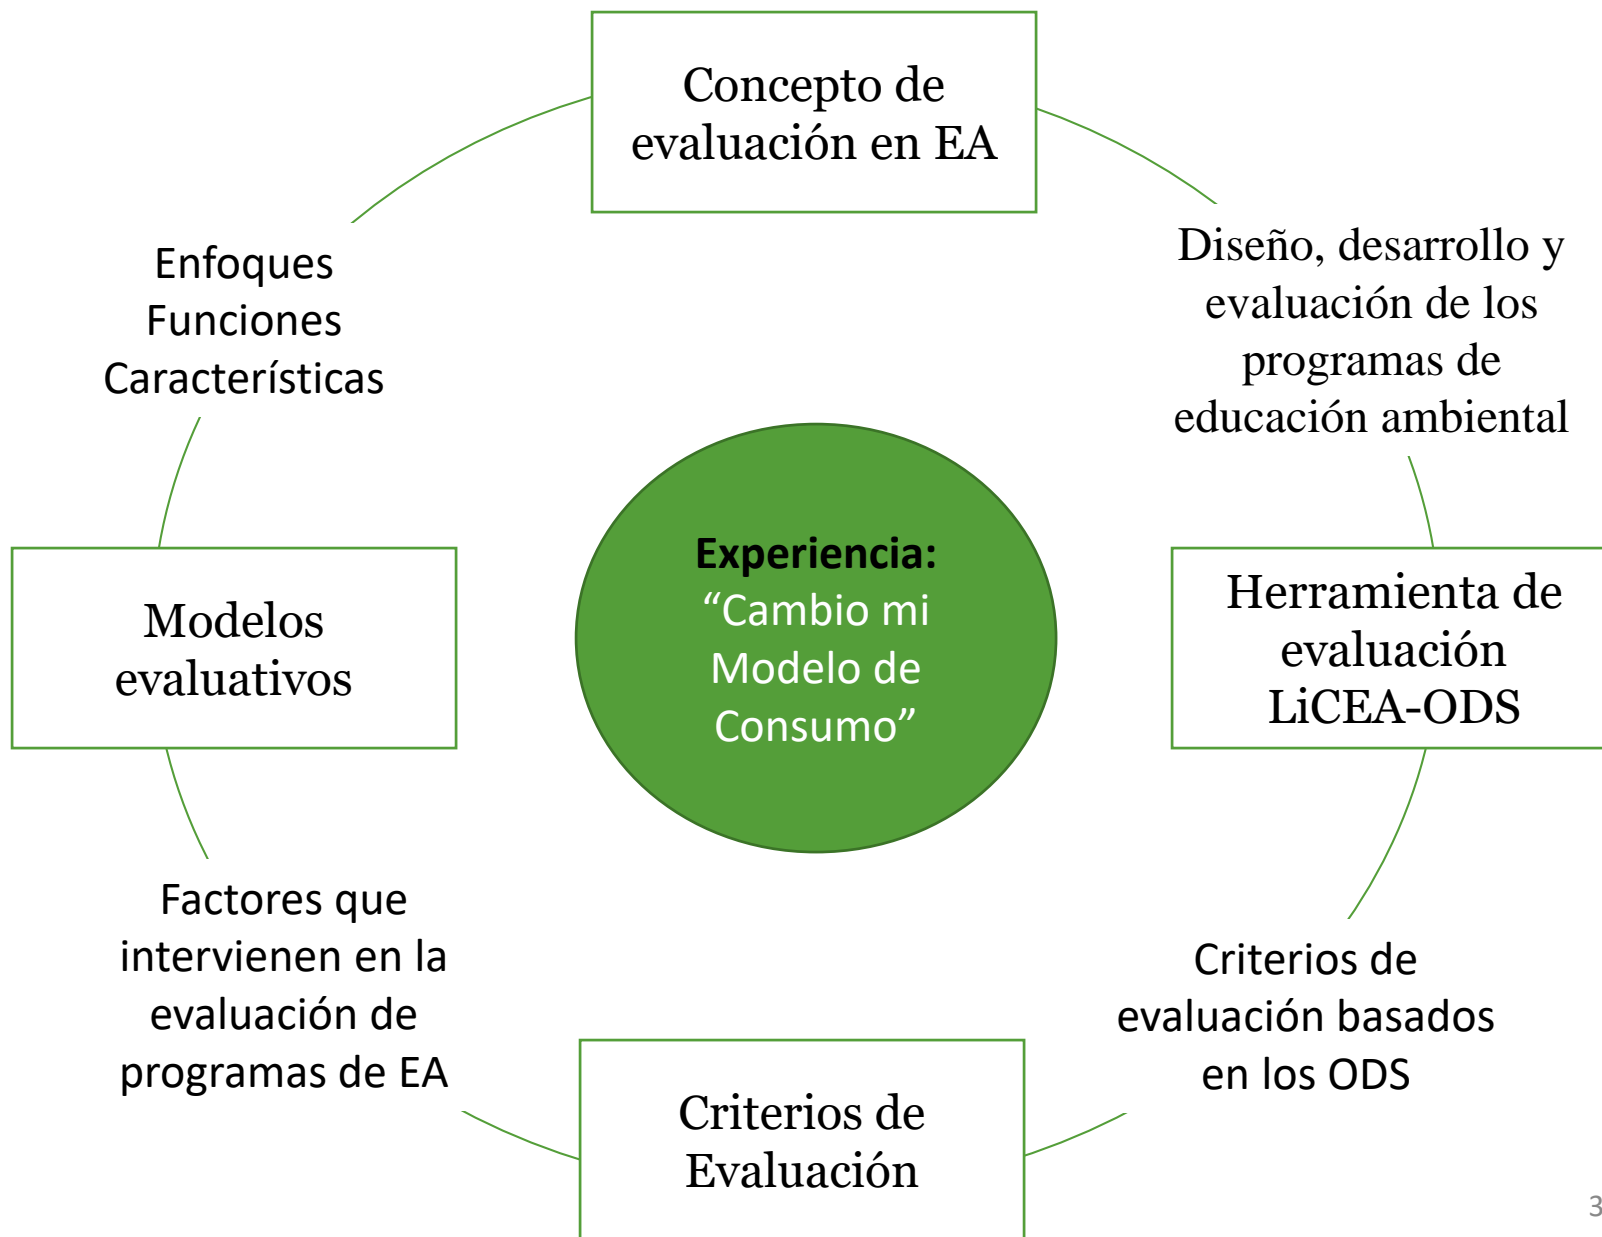 Concepto de
evaluación en EA
Enfoques
Funciones
Características
Diseño, desarrollo y
evaluación de los
programas de
educación ambiental
Experiencia:
“Cambio mi
Modelo de
Consumo”
Modelos
evaluativos
Herramienta de
evaluación
LiCEA-ODS
Factores que
intervienen en la
evaluación de
programas de EA
Criterios de
evaluación basados
en los ODS
Criterios de
Evaluación
3